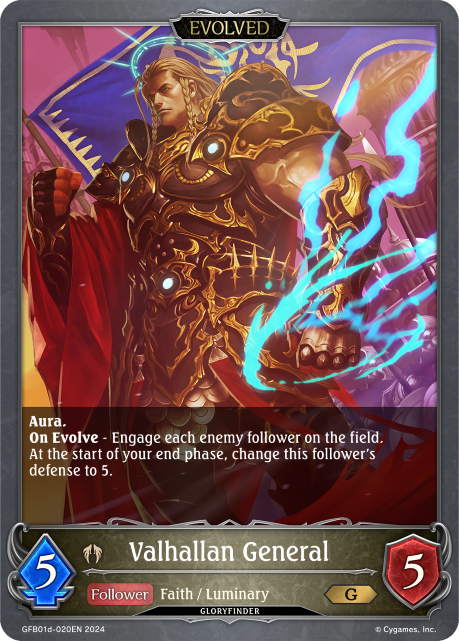 EVOLVED
Aura.
On Evolve - Engage each enemy follower on the field.
At the start of your end phase, change this follower's
defense to 5.
Valhallan General
5
5
Follower
Faith / Luminary
G
GLORYFINDER
GFB01d-020EN 2024
© Cygames, Inc.